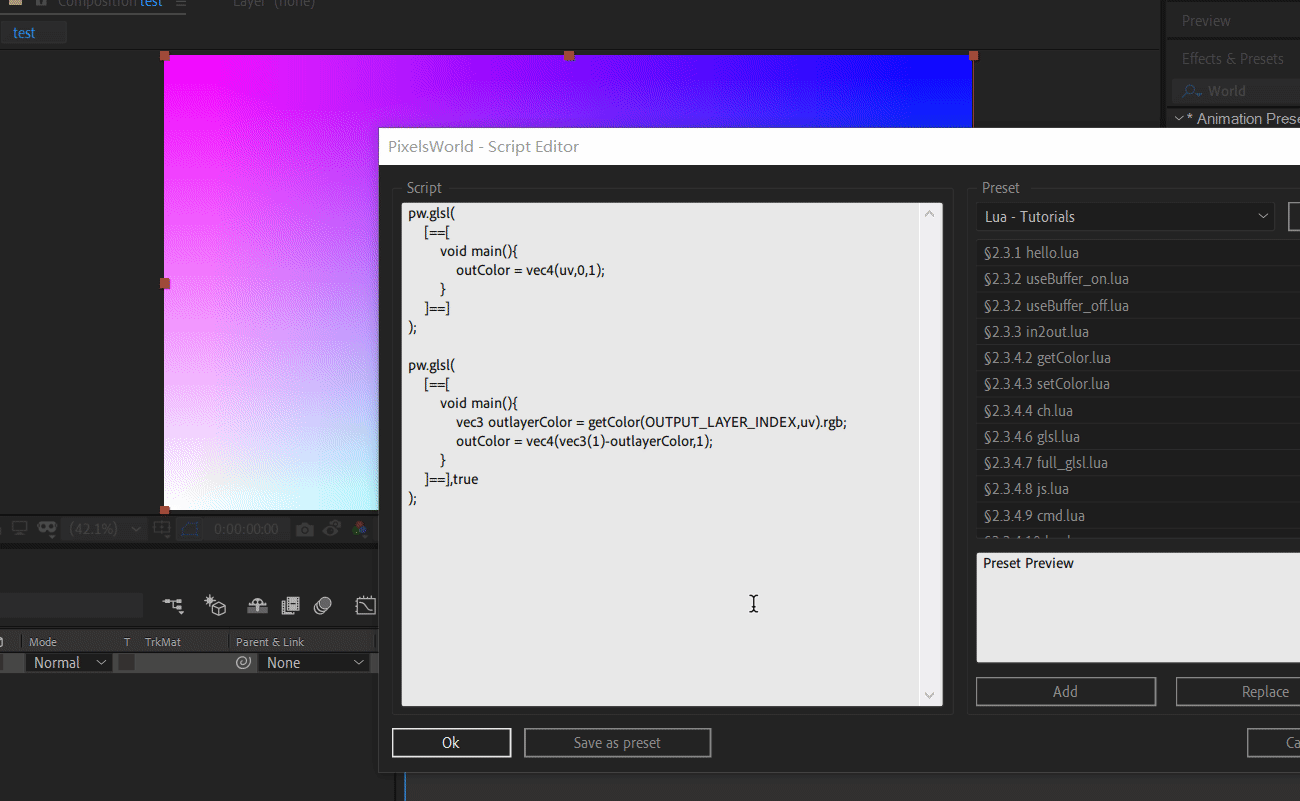 Composition test
Layer (none)
test
Preview
Effects & Presets
World
* Animation Prese
PixelsWorld - Script Editor
Script
pw.glsl(
[==[
void main(){
outColor = vec4(uv,0,1);
}
]==]
);
pw.glsl(
[==[
void main(){
vec3 outlayerColor = getColor(OUTPUT_LAYER_INDEX,uv).rgb;
outColor = vec4(vec3(1)-outlayerColor,1);
}
]==],true
);
Preset
Lua - Tutorials
§2.3.1 hello.lua
§2.3.2 useBuffer_on.lua
§2.3.2 useBuffer_off.lua
§2.3.3 in2out.lua
§2.3.4.2 getColor.lua
§2.3.4.3 setColor.lua
§2.3.4.4 ch.lua
§2.3.4.6 glsl.lua
§2.3.4.7 full_glsl.lua
§2.3.4.8 js.lua
§2.3.4.9 cmd.lua
Preset Preview
Add
Replace
Ok
Save as preset
Ca
(42.1%)
0:00:00:00
Mode
T
TrkMat
Parent & Link
Normal
None